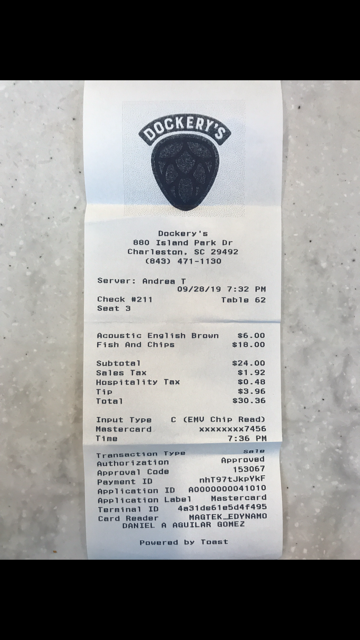 DOCKERY'S
Dockery's
880 Island Park Dr
Charleston, SC 29492
(843) 471-1130
Server: Andrea T
09/28/19 7:32 PM
Check #211 Table 62
Seat 3
Acoustic English Brown $6.00
Fish And Chips $18.00
Subtotal $24.00
Sales Tax $1.92
Hospitality Tax $0.48
Tip $3.96
Total $30.36
Input Type C (EMV Chip Read)
Mastercard xxxxxxxx7456
Time 7:36 PM
Transaction Type Sale
Authorization Approved
Approval Code 153067
Payment ID nhT97tJkpYkF
Application ID A0000000041010
Application Label Mastercard
Terminal ID 4a31de61e5d4f495
Card Reader MAGTEK_EDYNAMO
DANIEL A AGUILAR GOMEZ
Powered by Toast